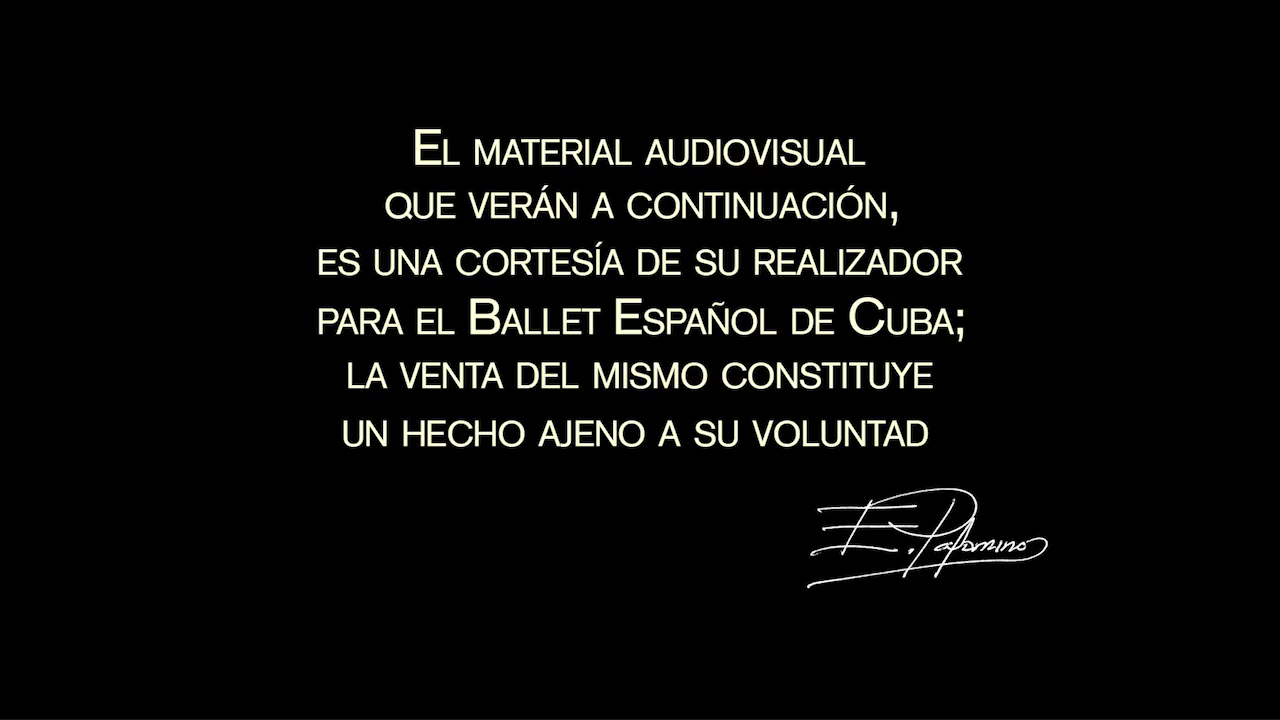 El material audiovisual
que verán a continuación,
es una cortesía de su realizador
para el Ballet Español de Cuba;
la venta del mismo constituye
un hecho ajeno a su voluntad
E. Palomino